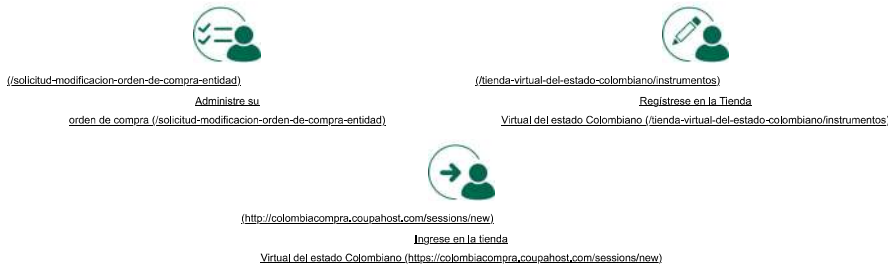 (/solicitud-modificacion-orden-de-compra-entidad)
Administre su
orden de compra (/solicitud-modificacion-orden-de-compra-entidad)
(/tienda-virtual-del-estado-colombiano/instrumentos)
Regístrese en la Tienda
Virtual del estado Colombiano (/tienda-virtual-del-estado-colombiano/instrumentos)
(http://colombiacompra.coupahost.com/sessions/new)
Ingrese en la tienda
Virtual del estado Colombiano (https://colombiacompra.coupahost.com/sessions/new)